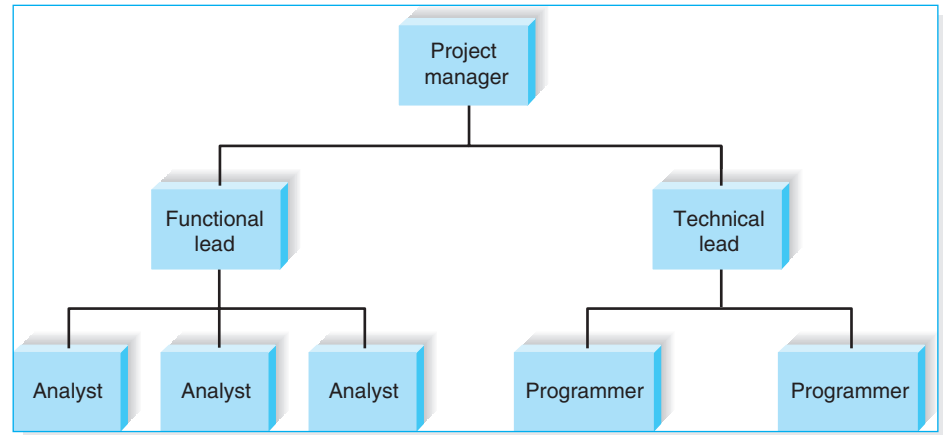 Project
manager
Functional
lead
Technical
lead
Analyst
Analyst
Analyst
Programmer
Programmer